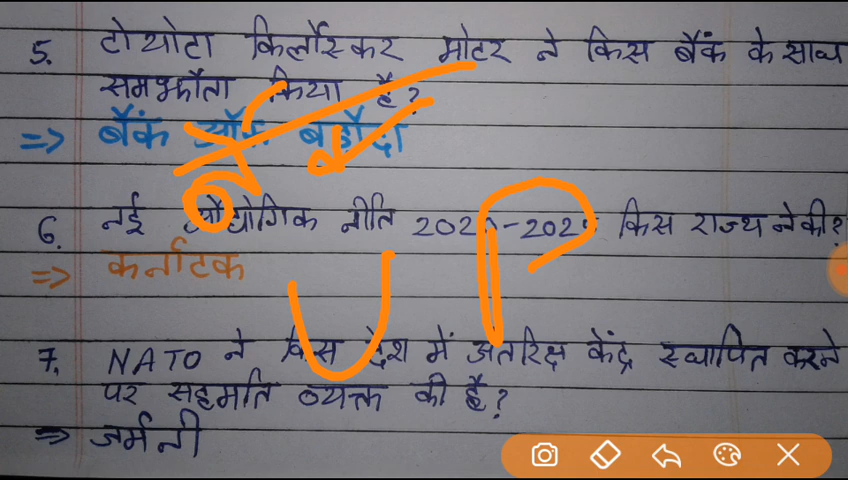 5. टोयोटा किर्लोस्कर मोटर ने किस बैंक के साथ
समझौता किया है?
⇒ बैंक ऑफ बड़ौदा
6. नई औद्योगिक नीति किस राज्य ने की?
⇒ कर्नाटक
UP
7. NATO ने किस देश में अंतरिक्ष केंद्र स्थापित करने
पर सहमति व्यक्त की है?
⇒ जर्मनी